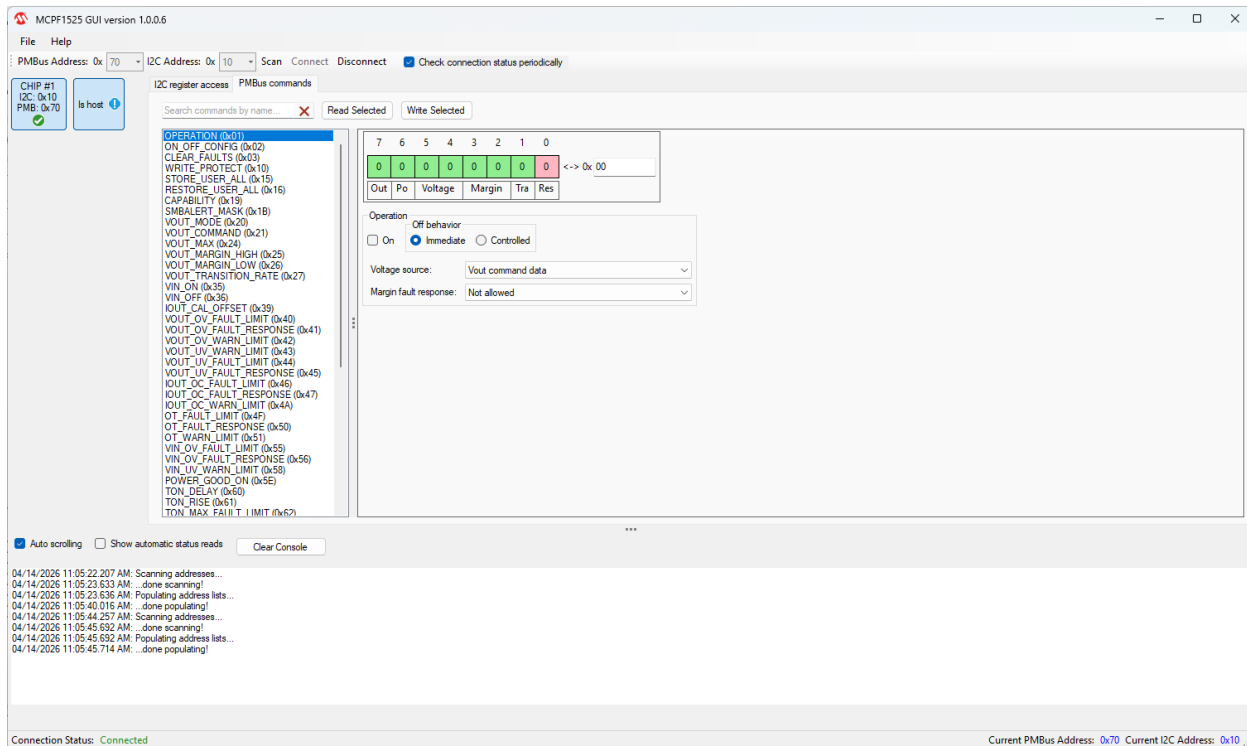 MCPF1525 GUI version 1.0.0.6
File Help
PMBus Address: 0x 70 I2C Address: 0x 10 Scan Connect Disconnect Check connection status periodically
CHIP #1
I2C: 0x10
PMB: 0x70
Is host
I2C register access PMBus commands
Search commands by name... Read Selected Write Selected
OPERATION (0x01)
ON_OFF_CONFIG (0x02)
CLEAR_FAULTS (0x03)
WRITE_PROTECT (0x10)
STORE_USER_ALL (0x15)
RESTORE_USER_ALL (0x16)
CAPABILITY (0x19)
SMBALERT_MASK (0x1B)
VOUT_MODE (0x20)
VOUT_COMMAND (0x21)
VOUT_MAX (0x24)
VOUT_MARGIN_HIGH (0x25)
VOUT_MARGIN_LOW (0x26)
VOUT_TRANSITION_RATE (0x27)
VIN_ON (0x35)
VIN_OFF (0x36)
IOUT_CAL_OFFSET (0x39)
VOUT_OV_FAULT_LIMIT (0x40)
VOUT_OV_FAULT_RESPONSE (0x41)
VOUT_OV_WARN_LIMIT (0x42)
VOUT_UV_WARN_LIMIT (0x43)
VOUT_UV_FAULT_LIMIT (0x44)
VOUT_UV_FAULT_RESPONSE (0x45)
IOUT_OC_FAULT_LIMIT (0x46)
IOUT_OC_FAULT_RESPONSE (0x47)
IOUT_OC_WARN_LIMIT (0x4A)
OT_FAULT_LIMIT (0x4F)
OT_FAULT_RESPONSE (0x50)
OT_WARN_LIMIT (0x51)
VIN_OV_FAULT_LIMIT (0x55)
VIN_OV_FAULT_RESPONSE (0x56)
VIN_UV_WARN_LIMIT (0x58)
POWER_GOOD_ON (0x5E)
TON_DELAY (0x60)
TON_RISE (0x61)
TON_MAX_FAULT_LIMIT (0x62)
7 6 5 4 3 2 1 0
0 0 0 0 0 0 0 0 <-> 0x 00
Out Po Voltage Margin Tra Res
Operation
Off behavior
On Immediate Controlled
Voltage source: Vout command data
Margin fault response: Not allowed
Auto scrolling Show automatic status reads Clear Console
04/14/2026 11:05:22.207 AM: Scanning addresses...
04/14/2026 11:05:23.633 AM: ...done scanning!
04/14/2026 11:05:23.636 AM: Populating address lists...
04/14/2026 11:05:40.016 AM: ...done populating!
04/14/2026 11:05:44.257 AM: Scanning addresses...
04/14/2026 11:05:45.692 AM: ...done scanning!
04/14/2026 11:05:45.692 AM: Populating address lists...
04/14/2026 11:05:45.714 AM: ...done populating!
Connection Status: Connected Current PMBus Address: 0x70 Current I2C Address: 0x10